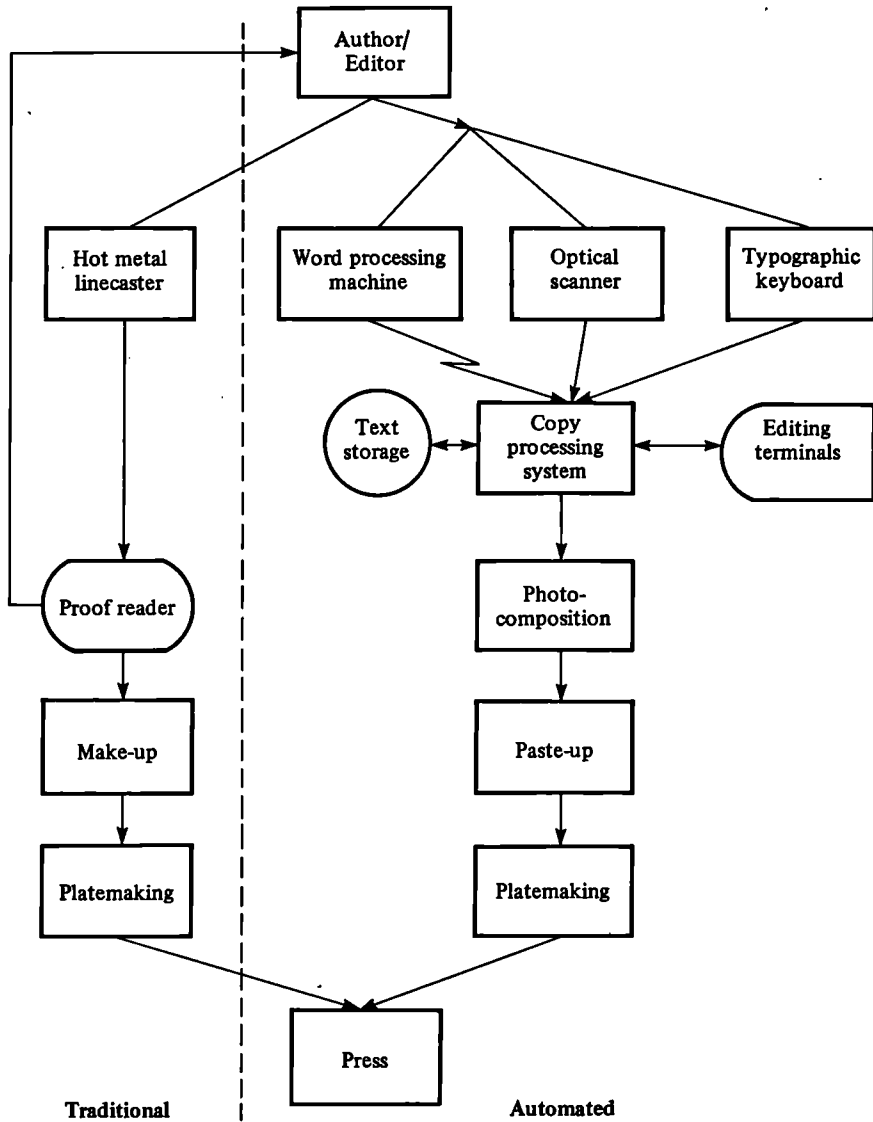 Author/
Editor
Hot metal
linecaster
Word processing
machine
Optical
scanner
Typographic
keyboard
Text
storage
Copy
processing
system
Editing
terminals
Proof reader
Photo-
composition
Make-up
Paste-up
Platemaking
Platemaking
Press
Traditional
Automated